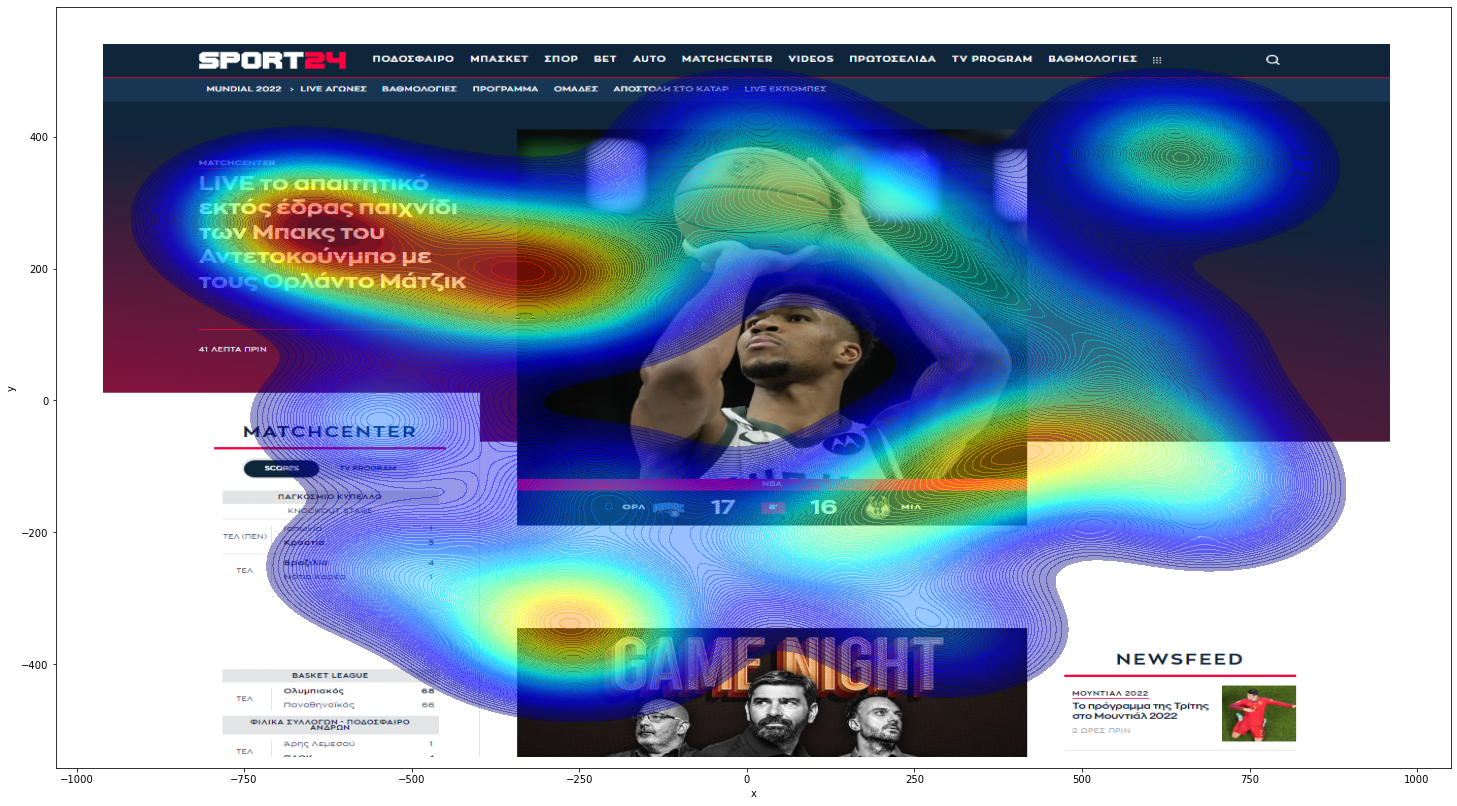 SPORT24 ΠΟΔΟΣΦΑΙΡΟ ΜΠΑΣΚΕΤ ΣΠΟΡ BET AUTO MATCHCENTER VIDEOS ΠΡΩΤΟΣΕΛΙΔΑ TV PROGRAM ΒΑΘΜΟΛΟΓΙΕΣ
MUNDIAL 2022 > LIVE ΑΓΩΝΕΣ ΒΑΘΜΟΛΟΓΙΕΣ ΠΡΟΓΡΑΜΜΑ ΟΜΑΔΕΣ ΑΠΟΣΤΟΛΗ ΣΤΟ ΚΑΤΑΡ LIVE ΕΚΠΟΜΠΕΣ
400
MATCHCENTER
LIVE το απαιτητικό
εκτός έδρας παιχνίδι
των Μπακς του
Αντετοκούνμπο με
τους Ορλάντο Μάτζικ
200
41 ΛΕΠΤΑ ΠΡΙΝ
0
y
MATCHCENTER
SCORES TV PROGRAM
NBA
ΠΑΓΚΟΣΜΙΟ ΚΥΠΕΛΛΟ
KNOCKOUT STAGE
ΟΡΛ 17 8' 16 ΜΙΛ
−200
Ιαπωνία 1
ΤΕΛ (ΠΕΝ)
Κροατία 3
Βραζιλία 4
ΤΕΛ
Νότια Κορέα 1
GAME NIGHT
−400
NEWSFEED
BASKET LEAGUE
Ολυμπιακός 68
ΤΕΛ
Παναθηναϊκός 66
ΦΙΛΙΚΑ ΣΥΛΛΟΓΩΝ - ΠΟΔΟΣΦΑΙΡΟ
ΑΝΔΡΩΝ
Άρης Λεμεσού 1
ΤΕΛ
ΜΟΥΝΤΙΑΛ 2022
Το πρόγραμμα της Τρίτης
στο Μουντιάλ 2022
2 ΩΡΕΣ ΠΡΙΝ
−1000 −750 −500 −250 0 250 500 750 1000
x